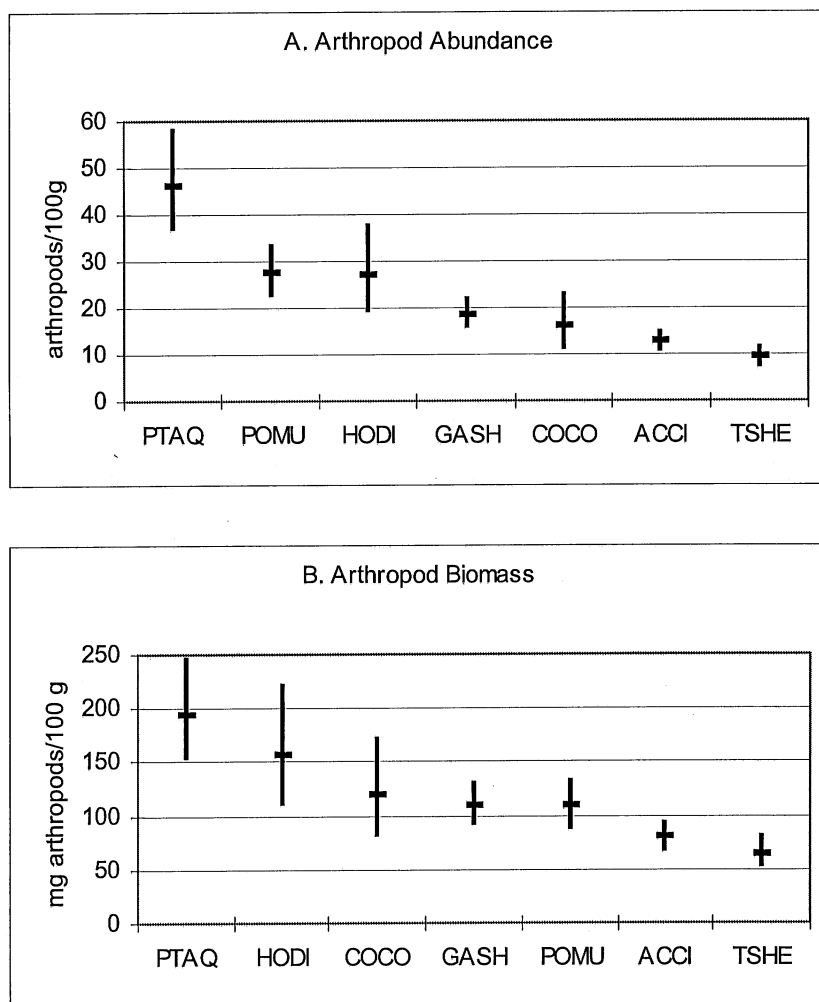 A. Arthropod Abundance
arthropods/100g
60
50
40
30
20
10
0
PTAQ POMU HODI GASH COCO ACCI TSHE
B. Arthropod Biomass
mg arthropods/100 g
250
200
150
100
50
0
PTAQ HODI COCO GASH POMU ACCI TSHE